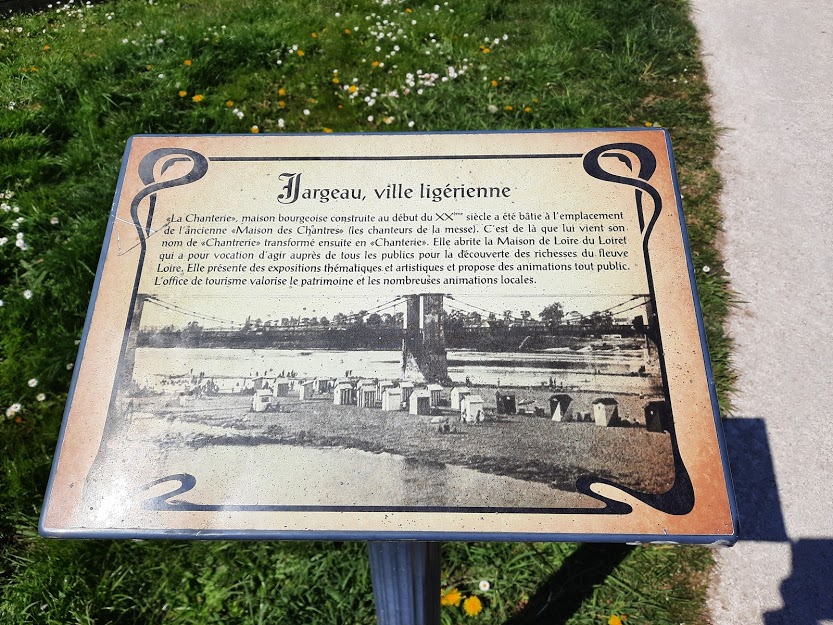 Jargeau, ville ligérienne
«La Chanterie», maison bourgeoise construite au début du XXème siècle a été bâtie à l'emplacement
de l'ancienne «Maison des Chantres» (les chanteurs de la messe). C'est de là que lui vient son
nom de «Chantrerie» transformé ensuite en «Chanterie». Elle abrite la Maison de Loire du Loiret
qui a pour vocation d'agir auprès de tous les publics pour la découverte des richesses du fleuve
Loire. Elle présente des expositions thématiques et artistiques et propose des animations tout public.
L'office de tourisme valorise le patrimoine et les nombreuses animations locales.